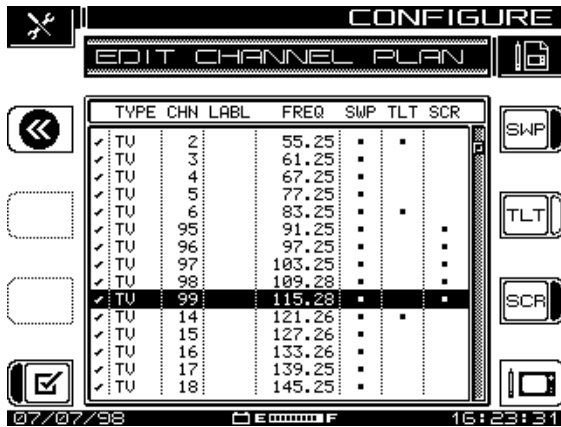 CONFIGURE
EDIT CHANNEL PLAN
TYPE CHN LABL FREQ SWP TLT SCR
TV 2 55.25
TV 3 61.25
TV 4 67.25
TV 5 77.25
TV 6 83.25
TV 95 91.25
TV 96 97.25
TV 97 103.25
TV 98 109.28
TV 99 115.28
TV 14 121.26
TV 15 127.26
TV 16 133.26
TV 17 139.25
TV 18 145.25
SWP
TLT
SCR
07/07/98 E F 16:23:31